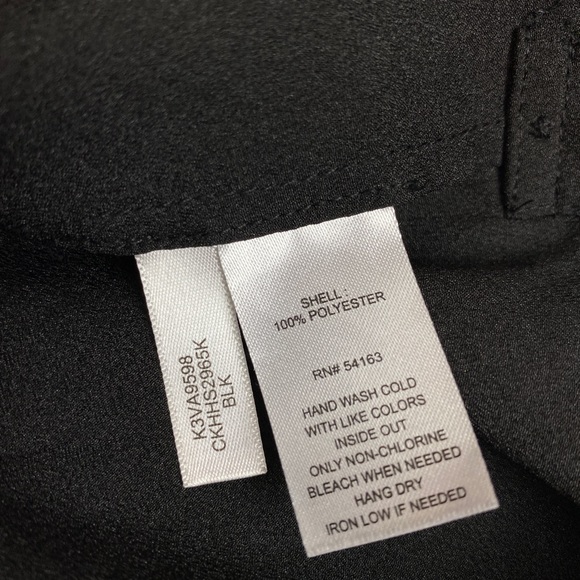 K3VA9598
CKHHS2965K
BLK
SHELL :
100% POLYESTER
RN# 54163
HAND WASH COLD
WITH LIKE COLORS
INSIDE OUT
ONLY NON-CHLORINE
BLEACH WHEN NEEDED
HANG DRY
IRON LOW IF NEEDED